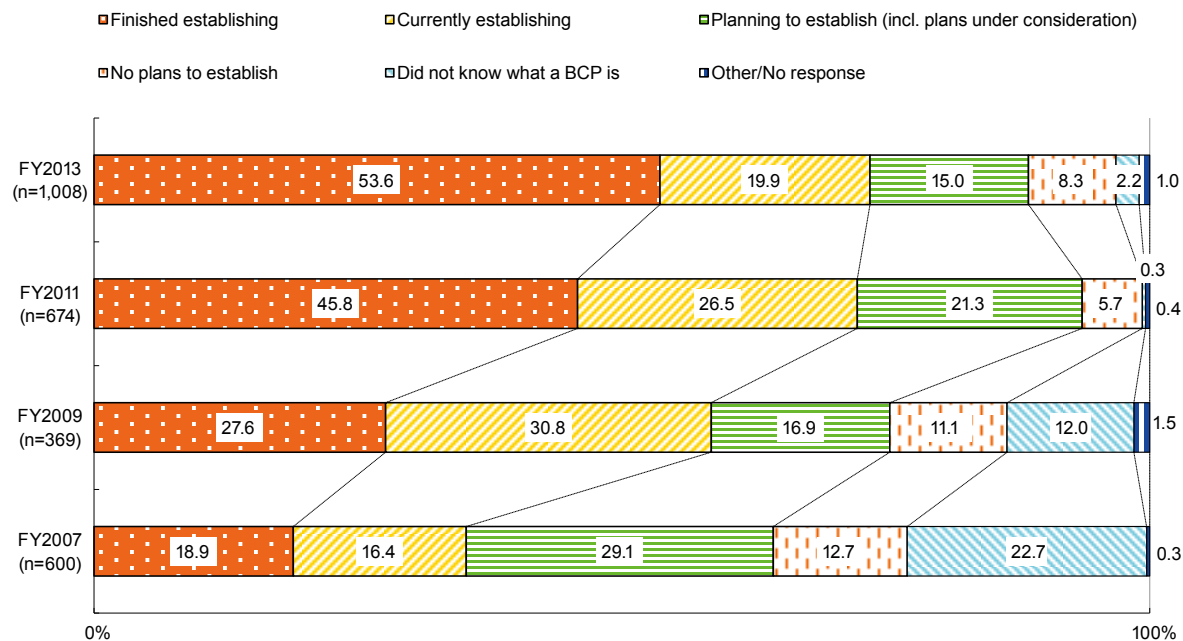 Finished establishing
Currently establishing
Planning to establish (incl. plans under consideration)
No plans to establish
Did not know what a BCP is
Other/No response
FY2013
(n=1,008)
53.6
19.9
15.0
8.3
2.2
1.0
FY2011
(n=674)
45.8
26.5
21.3
5.7
0.3
0.4
FY2009
(n=369)
27.6
30.8
16.9
11.1
12.0
1.5
FY2007
(n=600)
18.9
16.4
29.1
12.7
22.7
0.3
0%
100%